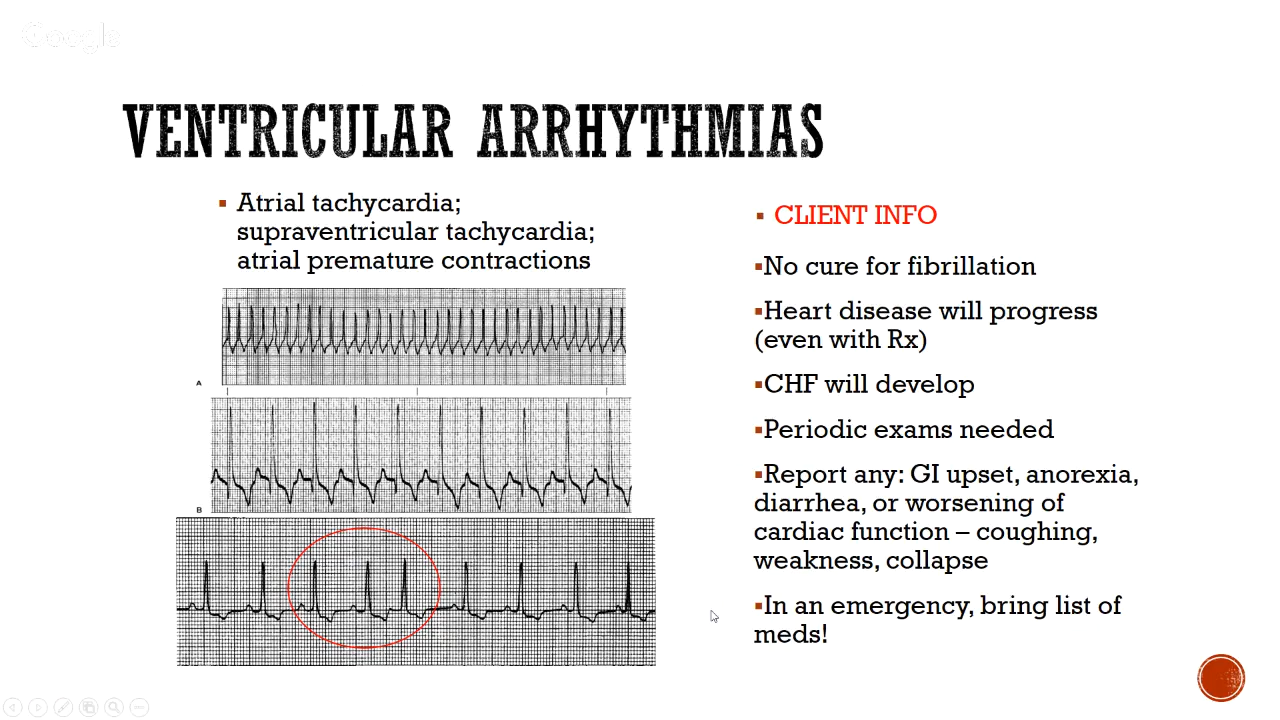 Google
VENTRICULAR ARRHYTHMIAS
▪ Atrial tachycardia;
supraventricular tachycardia;
atrial premature contractions
A
B
▪ CLIENT INFO
▪No cure for fibrillation
▪Heart disease will progress
(even with Rx)
▪CHF will develop
▪Periodic exams needed
▪Report any: GI upset, anorexia,
diarrhea, or worsening of
cardiac function – coughing,
weakness, collapse
▪In an emergency, bring list of
meds!